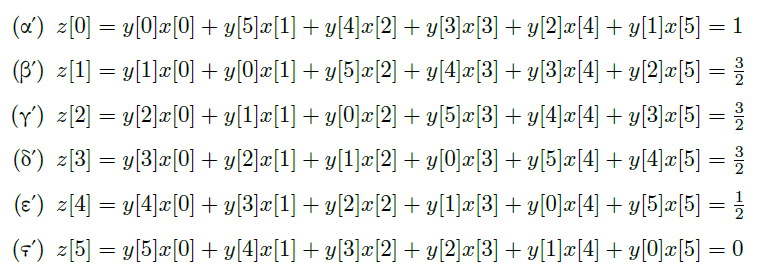 (α′) z[0] = y[0]x[0] + y[5]x[1] + y[4]x[2] + y[3]x[3] + y[2]x[4] + y[1]x[5] = 1
(β′) z[1] = y[1]x[0] + y[0]x[1] + y[5]x[2] + y[4]x[3] + y[3]x[4] + y[2]x[5] = 3/2
(γ′) z[2] = y[2]x[0] + y[1]x[1] + y[0]x[2] + y[5]x[3] + y[4]x[4] + y[3]x[5] = 3/2
(δ′) z[3] = y[3]x[0] + y[2]x[1] + y[1]x[2] + y[0]x[3] + y[5]x[4] + y[4]x[5] = 3/2
(ε′) z[4] = y[4]x[0] + y[3]x[1] + y[2]x[2] + y[1]x[3] + y[0]x[4] + y[5]x[5] = 1/2
(ϛ′) z[5] = y[5]x[0] + y[4]x[1] + y[3]x[2] + y[2]x[3] + y[1]x[4] + y[0]x[5] = 0